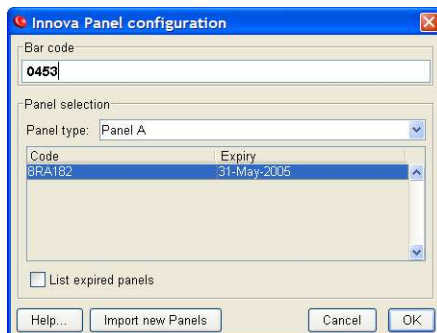 Innova Panel configuration
Bar code
0453
Panel selection
Panel type: Panel A
Code Expiry
8RA182 31-May-2005
List expired panels
Help... Import new Panels Cancel OK